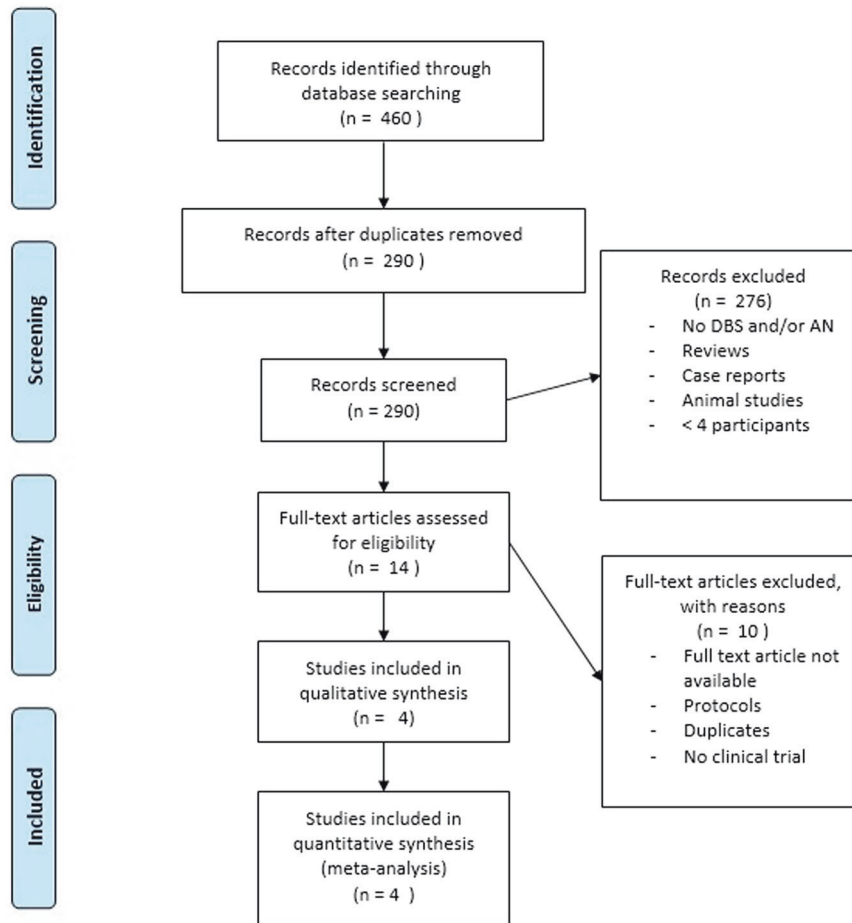 Identification
Records identified through
database searching
(n = 460 )
Records after duplicates removed
(n = 290 )
Screening
Records screened
(n = 290)
Records excluded
(n = 276)
- No DBS and/or AN
- Reviews
- Case reports
- Animal studies
- < 4 participants
Eligibility
Full-text articles assessed
for eligibility
(n = 14 )
Full-text articles excluded,
with reasons
(n = 10 )
- Full text article not
available
- Protocols
- Duplicates
- No clinical trial
Studies included in
qualitative synthesis
(n = 4)
Included
Studies included in
quantitative synthesis
(meta-analysis)
(n = 4 )